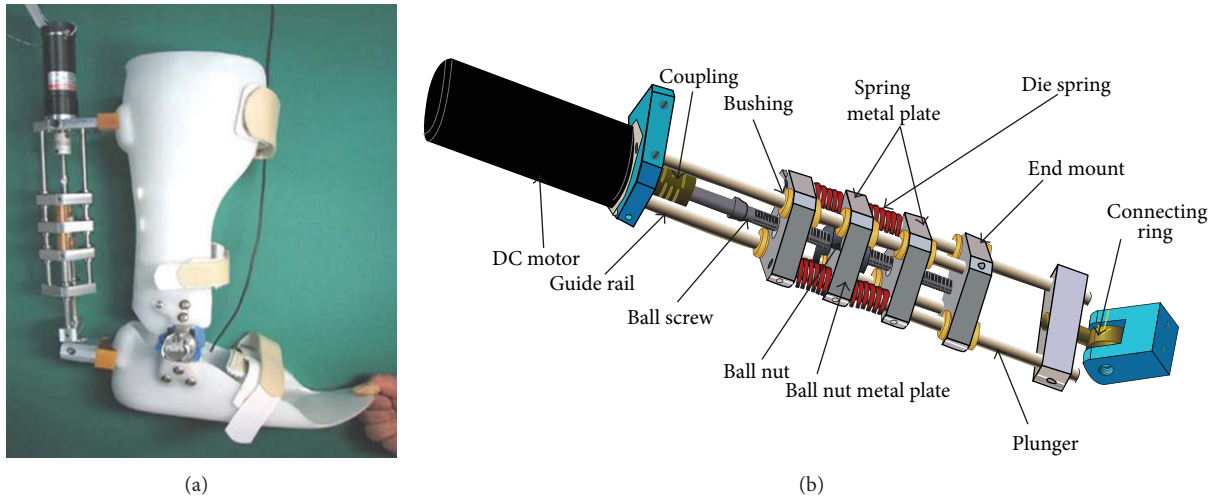 Coupling
Bushing
Spring
metal plate
Die spring
End mount
Connecting
ring
DC motor
Guide rail
Ball screw
Ball nut
Ball nut metal plate
Plunger
(a)
(b)